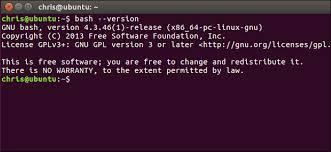 chris@ubuntu: ~
chris@ubuntu:~$ bash --version
GNU bash, version 4.3.46(1)-release (x86_64-pc-linux-gnu)
Copyright (C) 2013 Free Software Foundation, Inc.
License GPLv3+: GNU GPL version 3 or later <http://gnu.org/licenses/gpl.

This is free software; you are free to change and redistribute it.
There is NO WARRANTY, to the extent permitted by law.
chris@ubuntu:~$